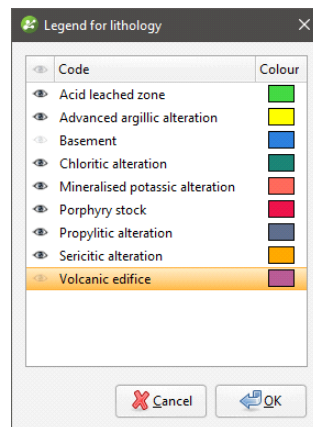 Legend for lithology
Code Colour
Acid leached zone
Advanced argillic alteration
Basement
Chloritic alteration
Mineralised potassic alteration
Porphyry stock
Propylitic alteration
Sericitic alteration
Volcanic edifice
Cancel OK